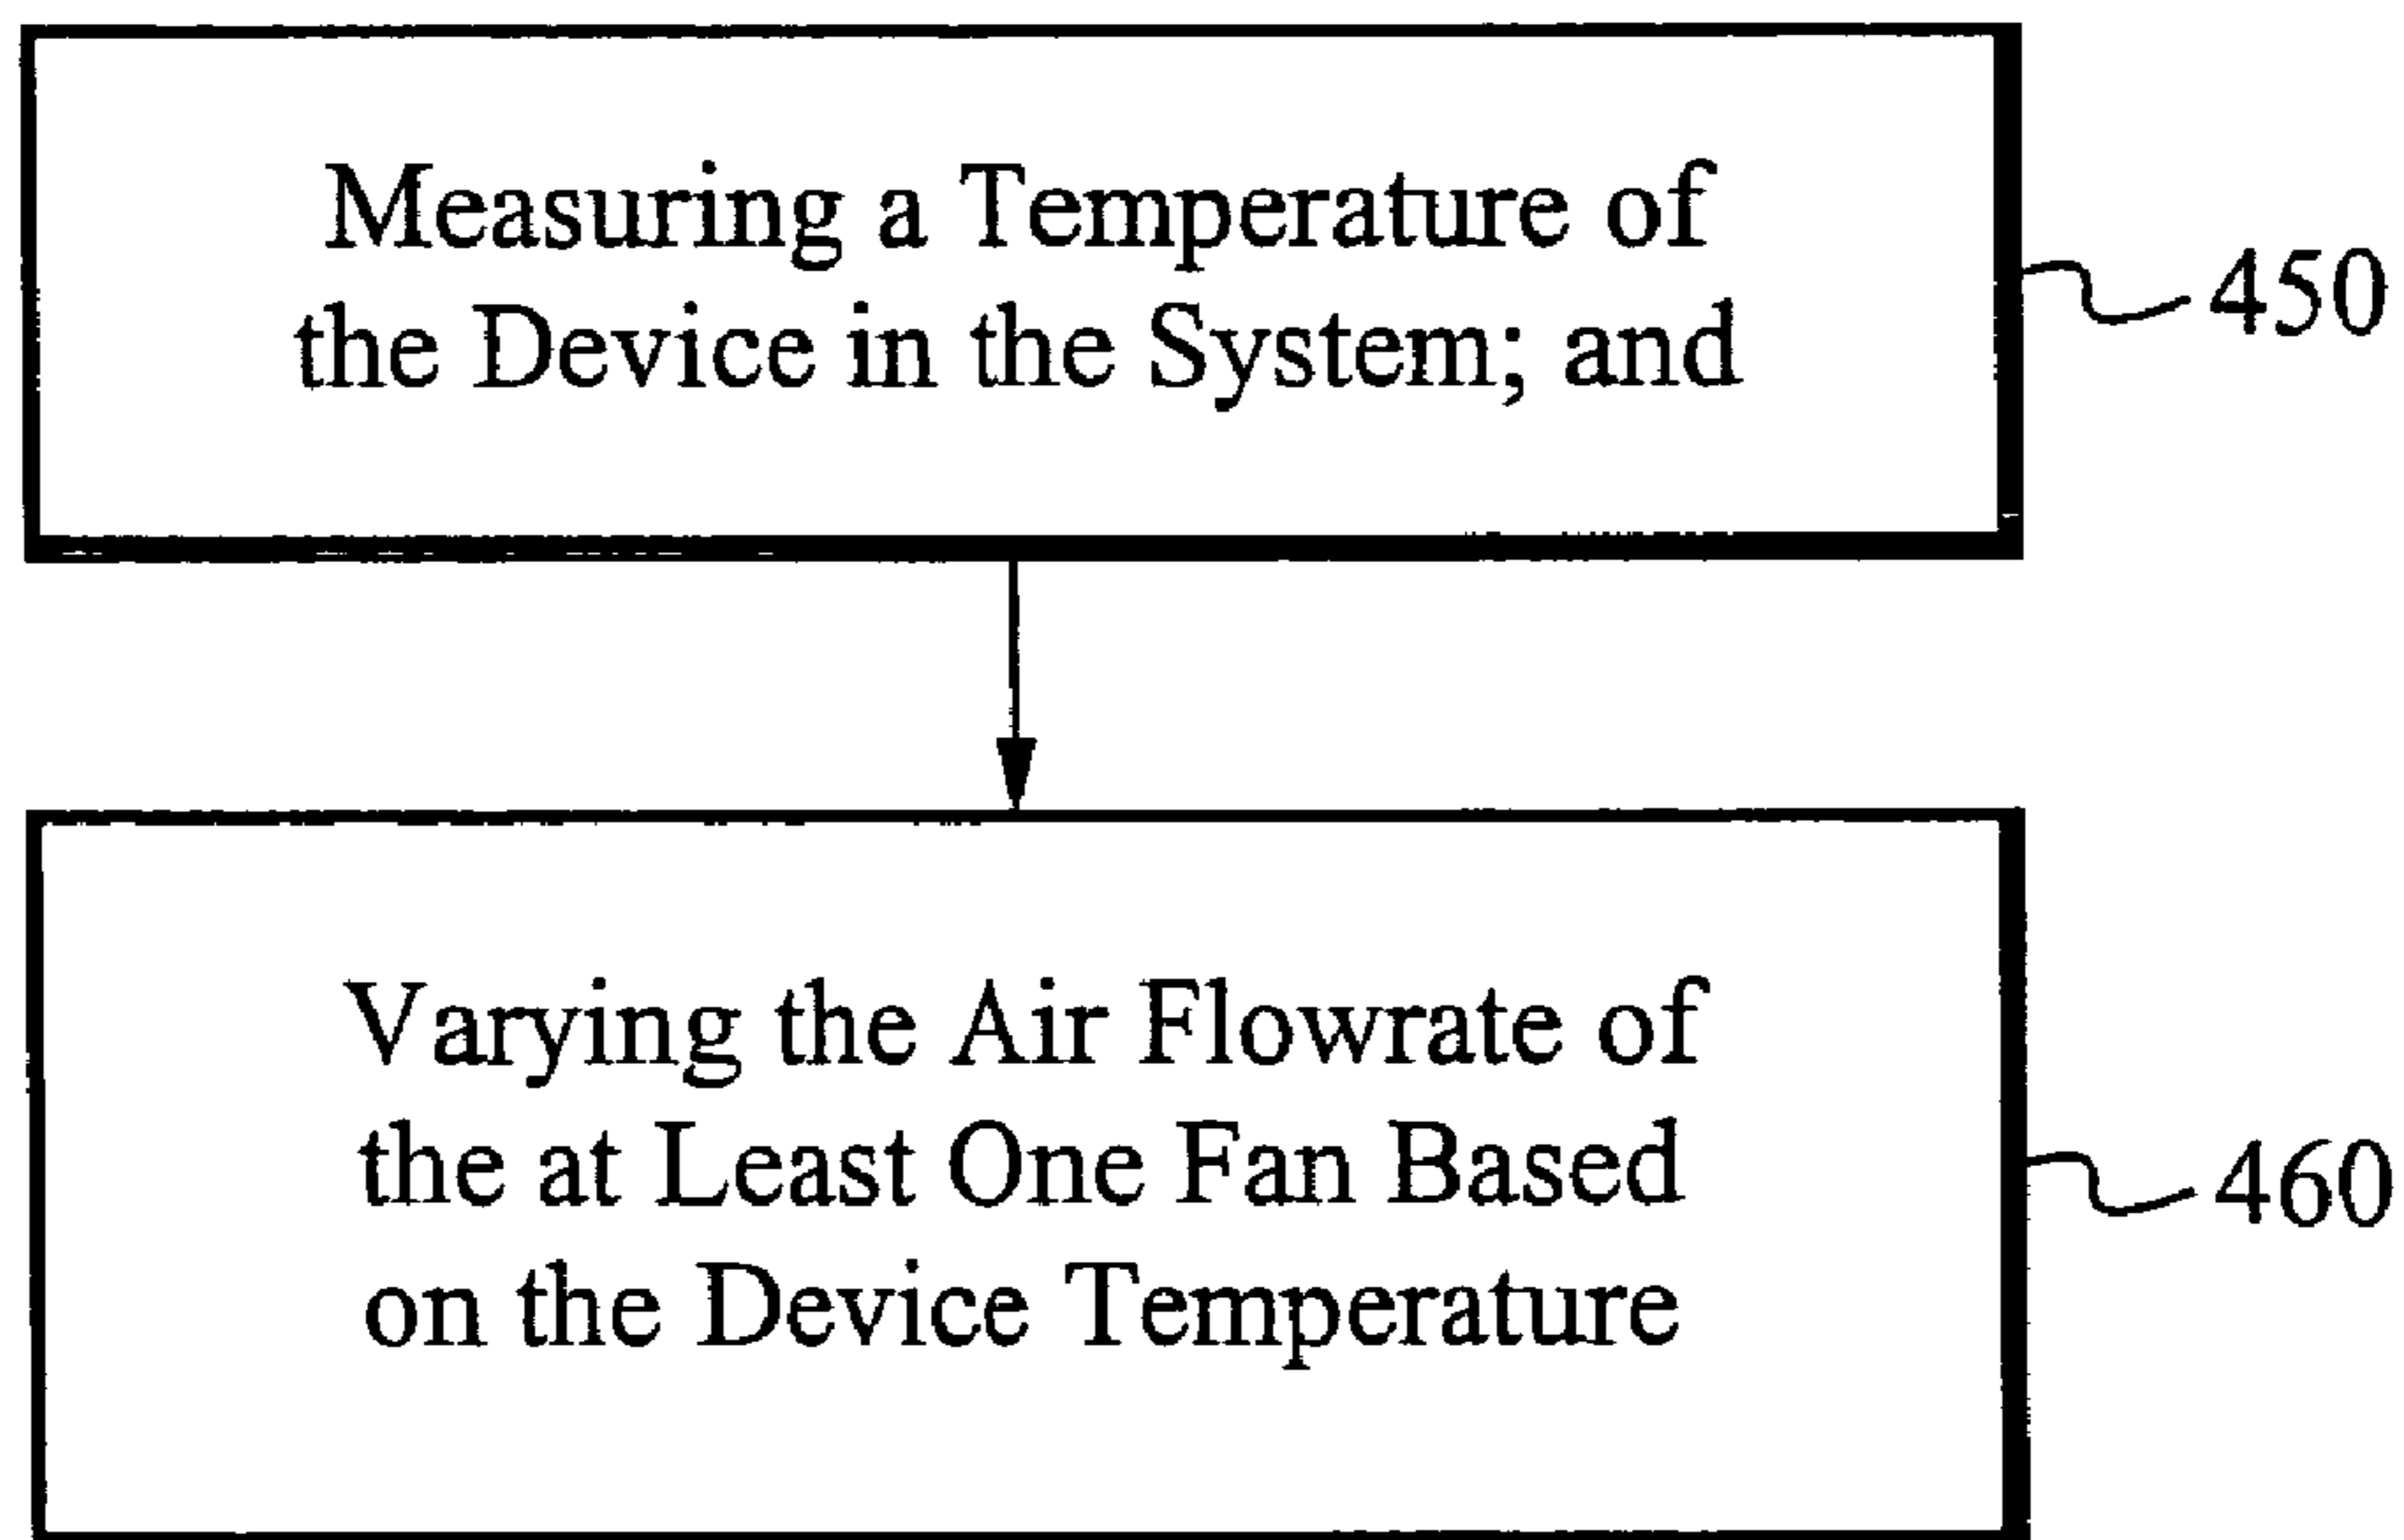 Measuring a Temperature of
the Device in the System; and
450
Varying the Air Flowrate of
the at Least One Fan Based
on the Device Temperature
460